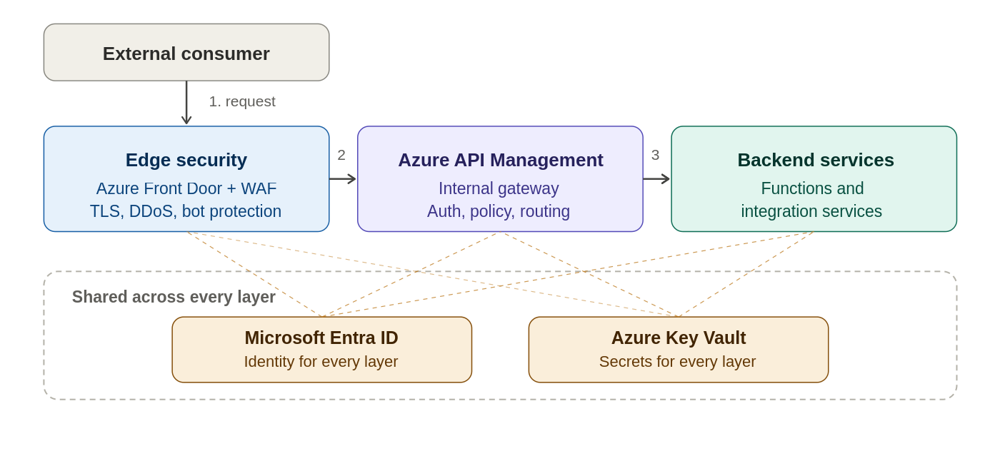 External consumer
1. request
Edge security
Azure Front Door + WAF
TLS, DDoS, bot protection
2
Azure API Management
Internal gateway
Auth, policy, routing
3
Backend services
Functions and
integration services
Shared across every layer
Microsoft Entra ID
Identity for every layer
Azure Key Vault
Secrets for every layer